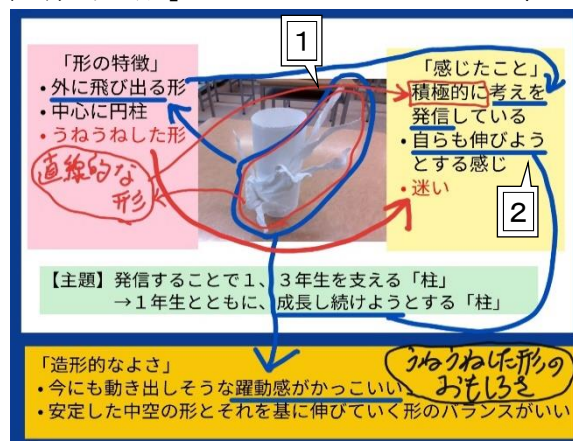 1
「形の特徴」
・外に飛び出る形
・中心に円柱
・うねうねした形
直線的な
形
「感じたこと」
・積極的に考えを
発信している
・自らも伸びよう
とする感じ
・迷い
2
【主題】発信することで1、3年生を支える「柱」
→1年生とともに、成長し続けようとする「柱」
「造形的なよさ」
・今にも動き出しそうな躍動感がかっこいい
・安定した中空の形とそれを基に伸びていく形のバランスがいい
うねうねした形の
おもしろさ